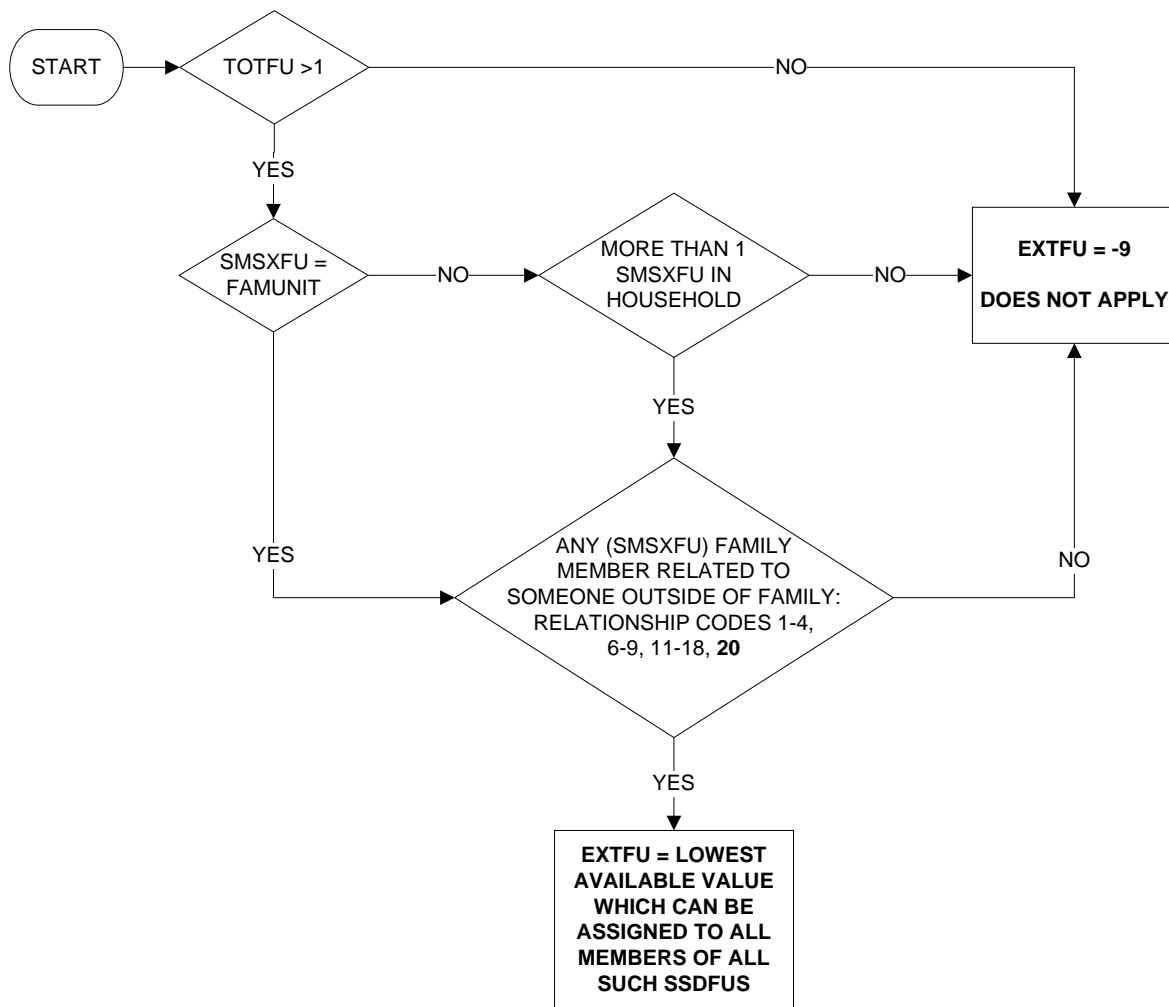 START
TOTFU >1
NO
YES
SMSXFU =
FAMUNIT
NO
MORE THAN 1
SMSXFU IN
HOUSEHOLD
NO
EXTFU = -9
DOES NOT APPLY
YES
YES
ANY (SMSXFU) FAMILY
MEMBER RELATED TO
SOMEONE OUTSIDE OF FAMILY:
RELATIONSHIP CODES 1-4,
6-9, 11-18, 20
NO
YES
EXTFU = LOWEST
AVAILABLE VALUE
WHICH CAN BE
ASSIGNED TO ALL
MEMBERS OF ALL
SUCH SSDFUS